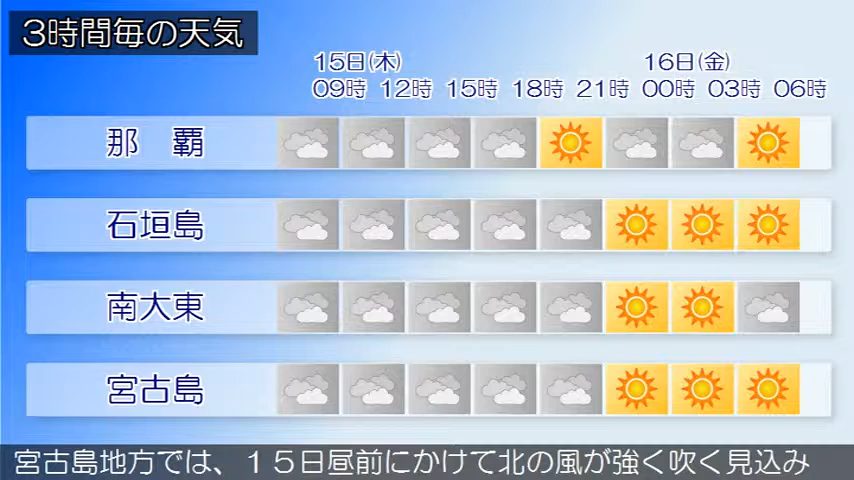 3時間毎の天気
15日(木) 16日(金)
09時 12時 15時 18時 21時 00時 03時 06時
那 覇
石垣島
南大東
宮古島
宮古島地方では、15日昼前にかけて北の風が強く吹く見込み